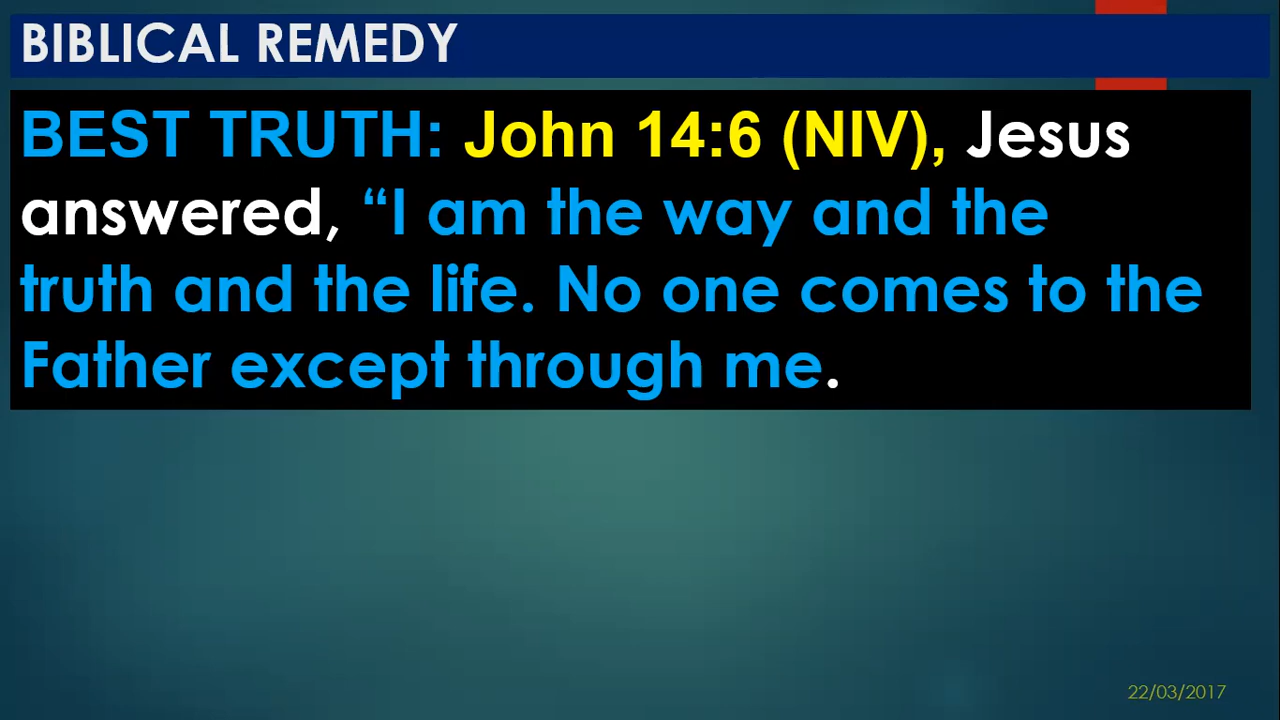 BIBLICAL REMEDY
BEST TRUTH: John 14:6 (NIV), Jesus
answered, “I am the way and the
truth and the life. No one comes to the
Father except through me.
22/03/2017